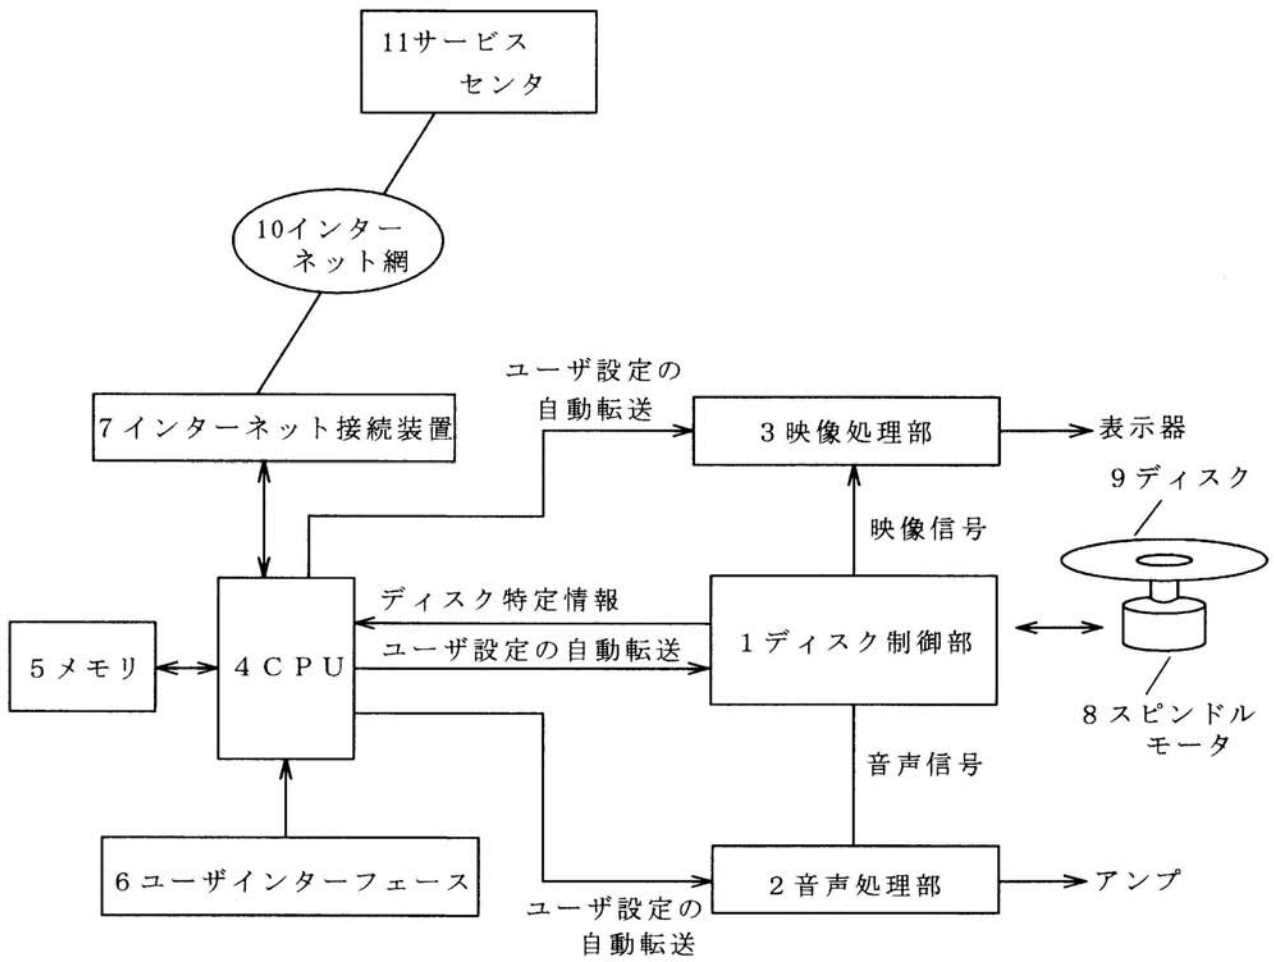 11サービス
センタ
10インター
ネット網
7インターネット接続装置
ユーザ設定の
自動転送
3映像処理部
表示器
9ディスク
映像信号
ディスク特定情報
ユーザ設定の自動転送
5メモリ
4CPU
1ディスク制御部
8スピンドル
モータ
音声信号
6ユーザインターフェース
2音声処理部
アンプ
ユーザ設定の
自動転送